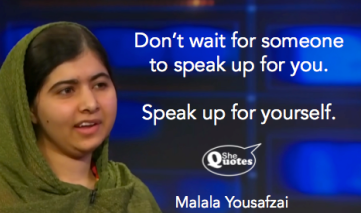 Don't wait for someone
to speak up for you.
Speak up for yourself.
She
Quotes
Malala Yousafzai